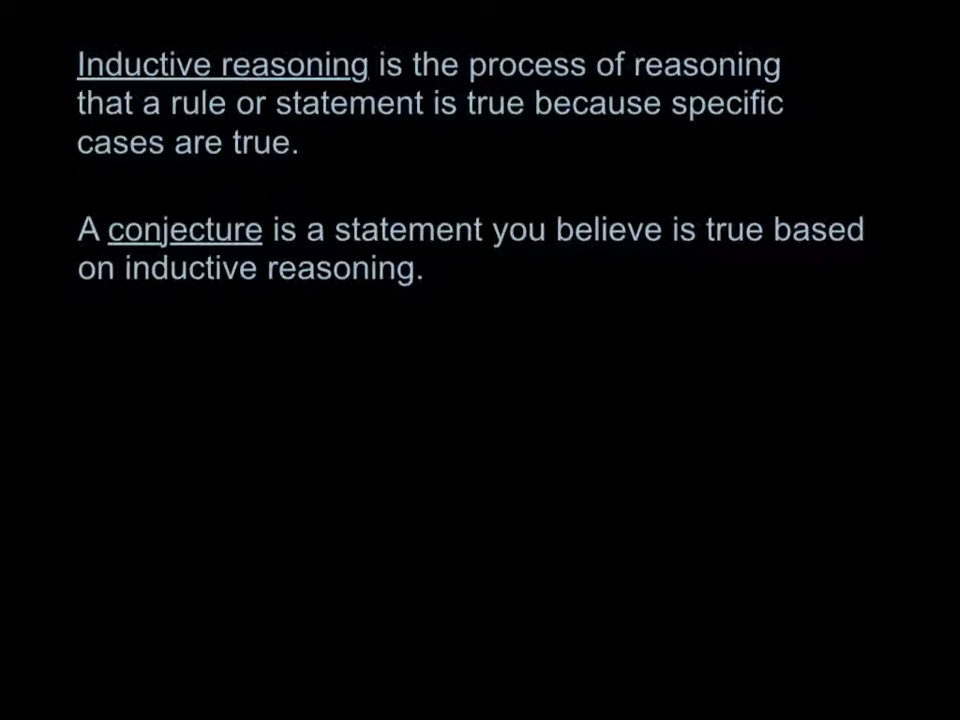 Inductive reasoning is the process of reasoning
that a rule or statement is true because specific
cases are true.
A conjecture is a statement you believe is true based
on inductive reasoning.